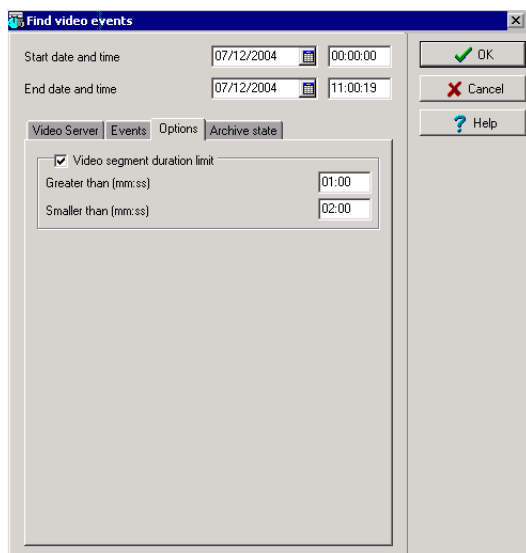 Find video events
Start date and time 07/12/2004 00:00:00
End date and time 07/12/2004 11:00:19
OK
Cancel
Help
Video Server Events Options Archive state
Video segment duration limit
Greater than (mm:ss) 01:00
Smaller than (mm:ss) 02:00